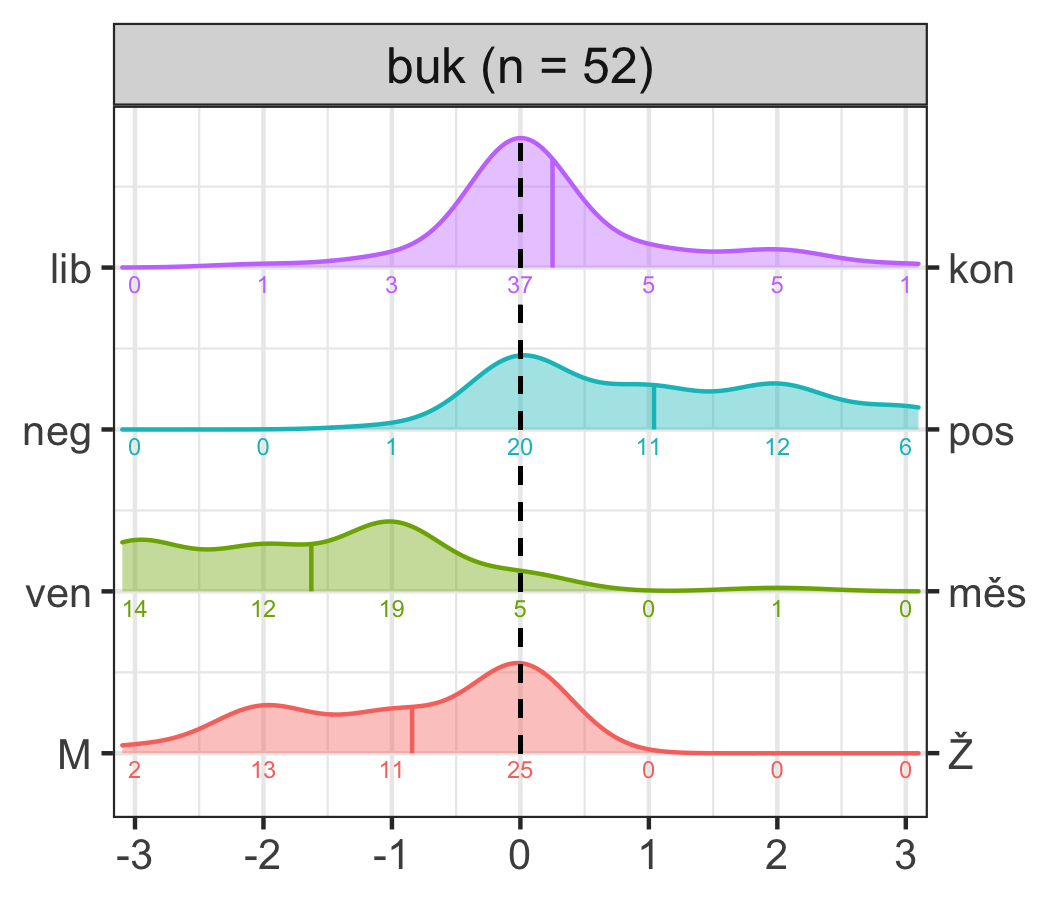 buk (n = 52)
lib kon
0 1 3 37 5 5 1
neg pos
0 0 1 20 11 12 6
ven měs
14 12 19 5 0 1 0
M Ž
2 13 11 25 0 0 0
-3 -2 -1 0 1 2 3